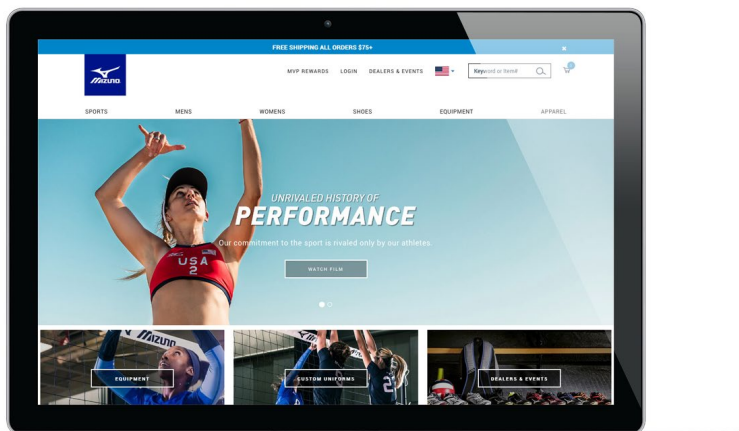 FREE SHIPPING ALL ORDERS $75+
×
MVP REWARDS LOGIN DEALERS & EVENTS
Keyword or Item#
MIZUNO
SPORTS MENS WOMENS SHOES EQUIPMENT APPAREL
UNRIVALED HISTORY OF
PERFORMANCE
Our commitment to the sport is rivaled only by our athletes.
USA
2
WATCH FILM
MIZUNO
EQUIPMENT
CUSTOM UNIFORMS
DEALERS & EVENTS